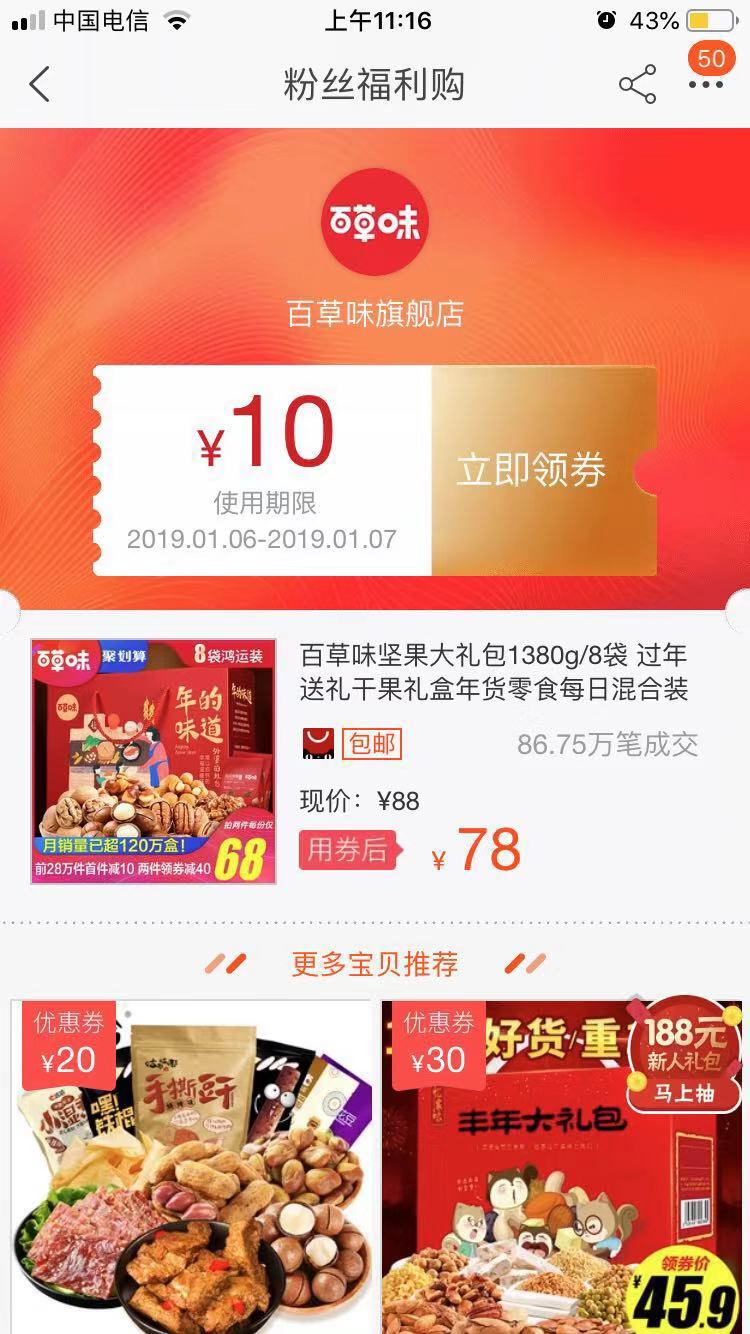 中国电信
上午11:16
43%
粉丝福利购
50
百草味
百草味旗舰店
¥10
使用期限
2019.01.06-2019.01.07
立即领券
百草味
聚划算
8袋鸿运装
百草味
年的
味道
月销量已超120万盒！
拍两件每份仅
68
前28万件首件减10 两件领券减40
百草味坚果大礼包1380g/8袋 过年
送礼干果礼盒年货零食每日混合装
包邮
86.75万笔成交
现价：¥88
用券后
¥ 78
更多宝贝推荐
优惠券
¥20
手撕豆干
优惠券
¥30
好货/重
188元
新人礼包
马上抽
丰年大礼包
领券价
¥45.9